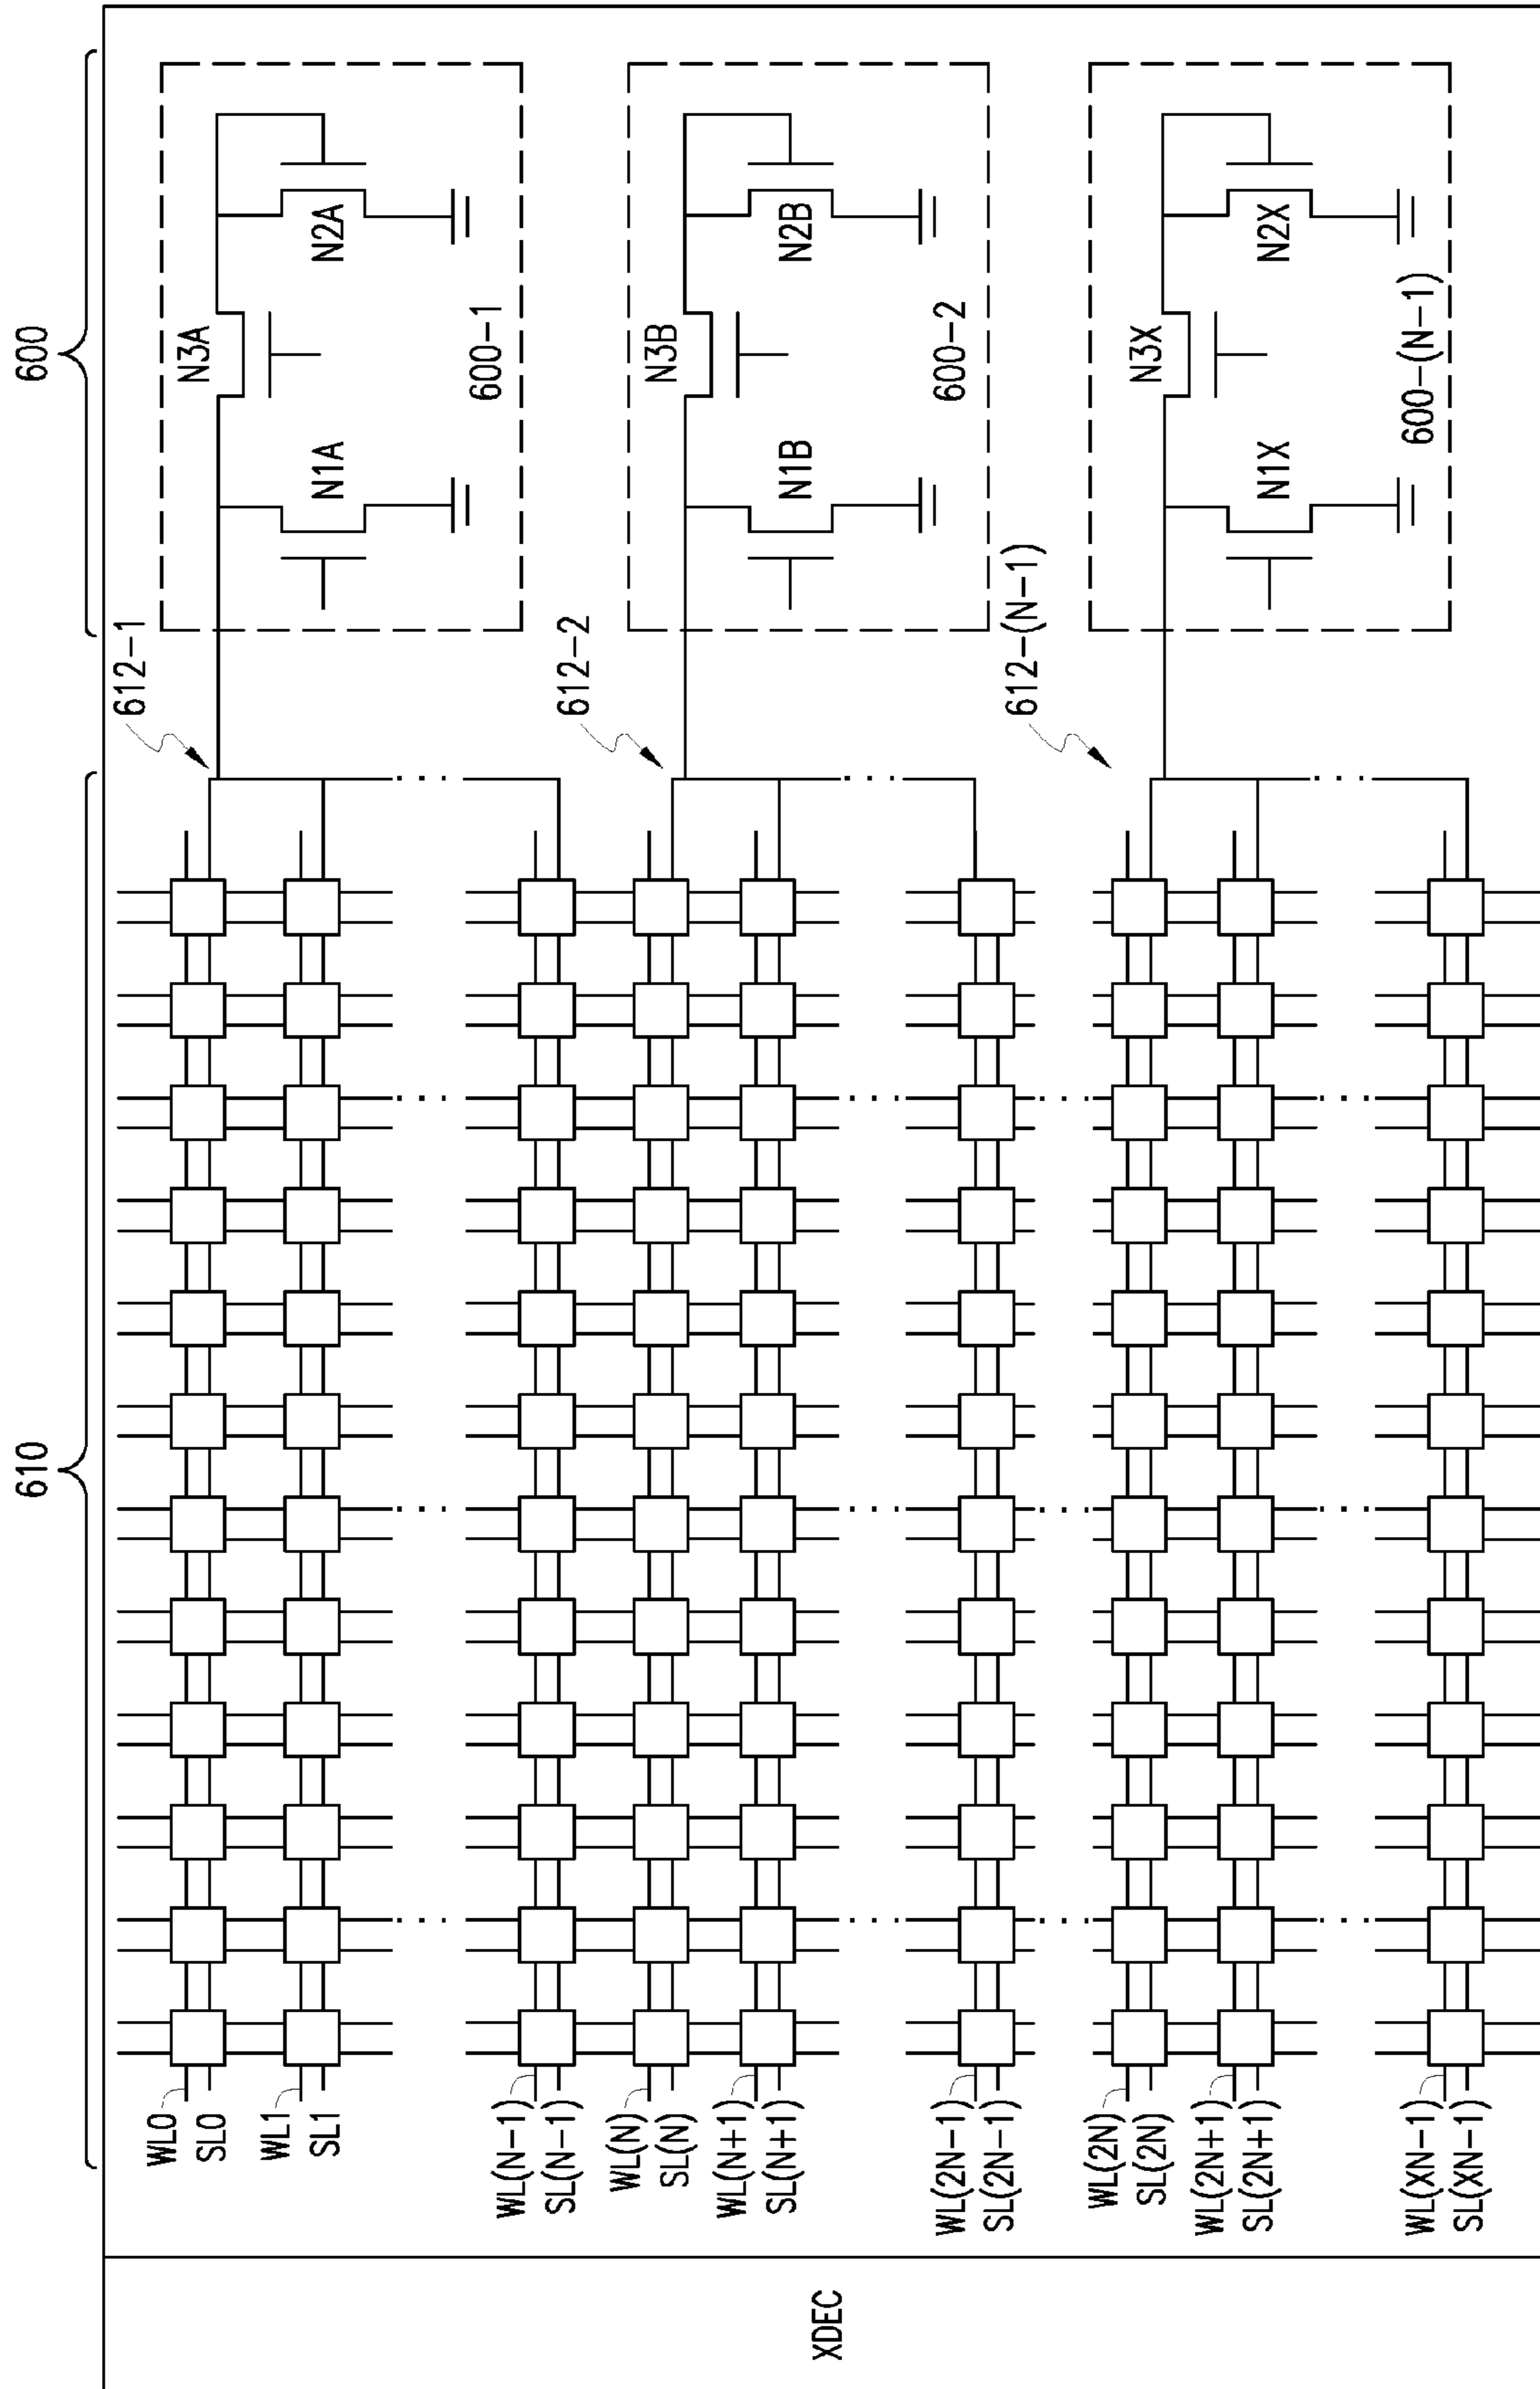 610
600
XDEC
WL0
SL0
WL1
SL1
WL(N-1)
SL(N-1)
WL(N)
SL(N)
WL(N+1)
SL(N+1)
WL(2N-1)
SL(2N-1)
WL(2N)
SL(2N)
WL(2N+1)
SL(2N+1)
WL(XN-1)
SL(XN-1)
612-1
N3A
N1A
N2A
600-1
612-2
N3B
N1B
N2B
600-2
612-(N-1)
N3X
N1X
N2X
600-(N-1)